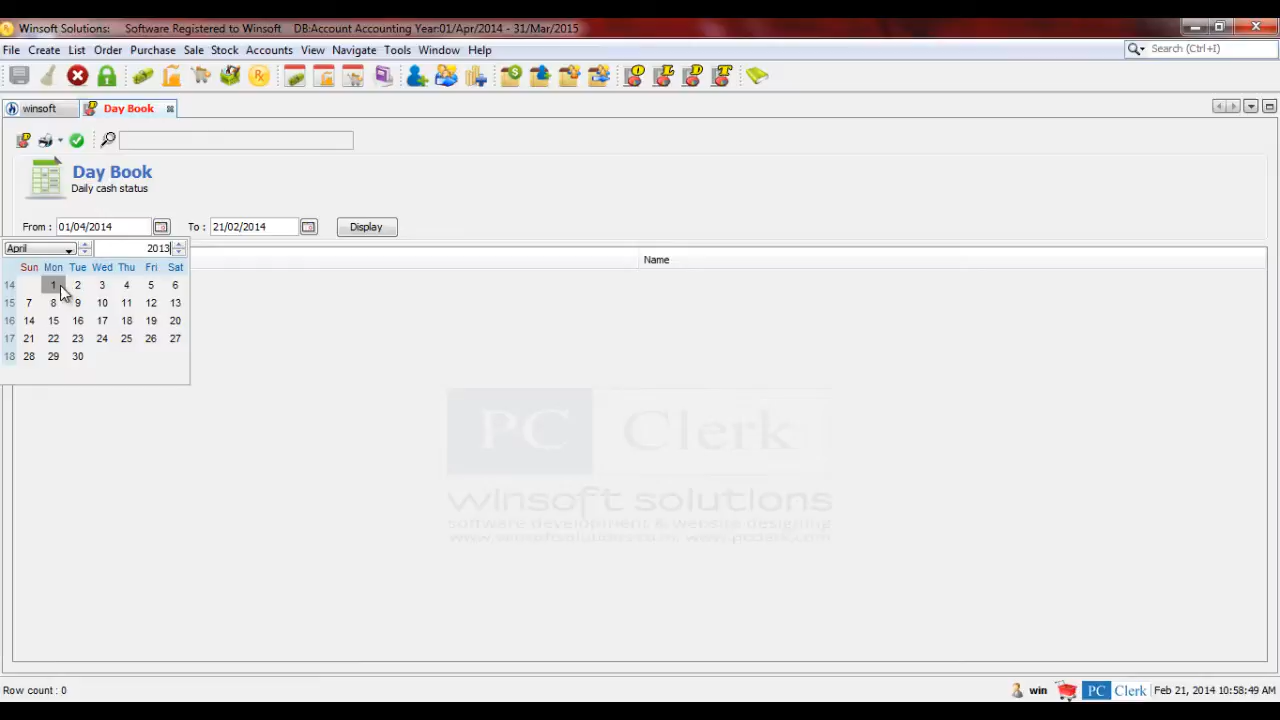 Winsoft Solutions: Software Registered to Winsoft DB:Account Accounting Year:01/Apr/2014 - 31/Mar/2015
File Create List Order Purchase Sale Stock Accounts View Navigate Tools Window Help
Search (Ctrl+I)
winsoft Day Book
Day Book
Daily cash status
From : 01/04/2014 To : 21/02/2014 Display
April 2013
Name
Sun Mon Tue Wed Thu Fri Sat
14 1 2 3 4 5 6
15 7 8 9 10 11 12 13
16 14 15 16 17 18 19 20
17 21 22 23 24 25 26 27
18 28 29 30
PC Clerk
winsoft solutions
software development & website designing
Row count : 0
win PC Clerk Feb 21, 2014 10:58:49 AM